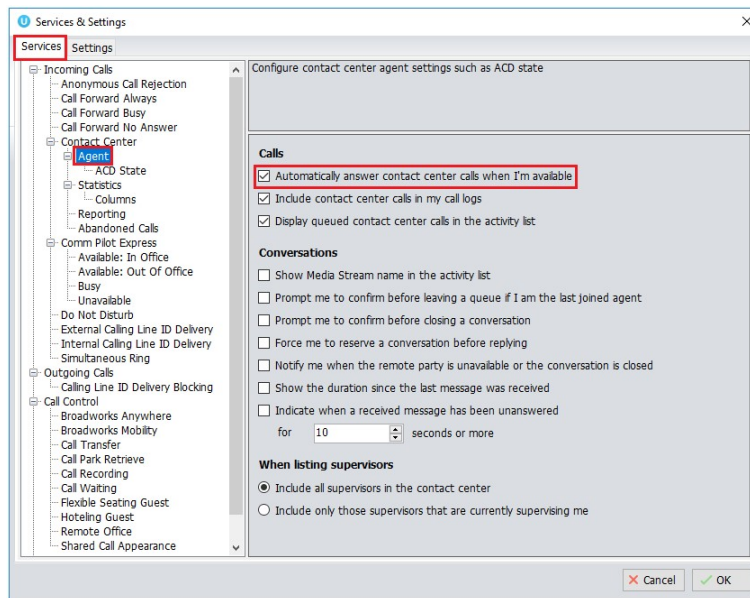 Services & Settings
Services
Settings
Incoming Calls
Anonymous Call Rejection
Call Forward Always
Call Forward Busy
Call Forward No Answer
Contact Center
Agent
ACD State
Statistics
Columns
Reporting
Abandoned Calls
Comm Pilot Express
Available: In Office
Available: Out Of Office
Busy
Unavailable
Do Not Disturb
External Calling Line ID Delivery
Internal Calling Line ID Delivery
Simultaneous Ring
Outgoing Calls
Calling Line ID Delivery Blocking
Call Control
Broadworks Anywhere
Broadworks Mobility
Call Transfer
Call Park Retrieve
Call Recording
Call Waiting
Flexible Seating Guest
Hoteling Guest
Remote Office
Shared Call Appearance
Configure contact center agent settings such as ACD state
Calls
Automatically answer contact center calls when I'm available
Include contact center calls in my call logs
Display queued contact center calls in the activity list
Conversations
Show Media Stream name in the activity list
Prompt me to confirm before leaving a queue if I am the last joined agent
Prompt me to confirm before closing a conversation
Force me to reserve a conversation before replying
Notify me when the remote party is unavailable or the conversation is closed
Show the duration since the last message was received
Indicate when a received message has been unanswered
for 10 seconds or more
When listing supervisors
Include all supervisors in the contact center
Include only those supervisors that are currently supervising me
Cancel
OK